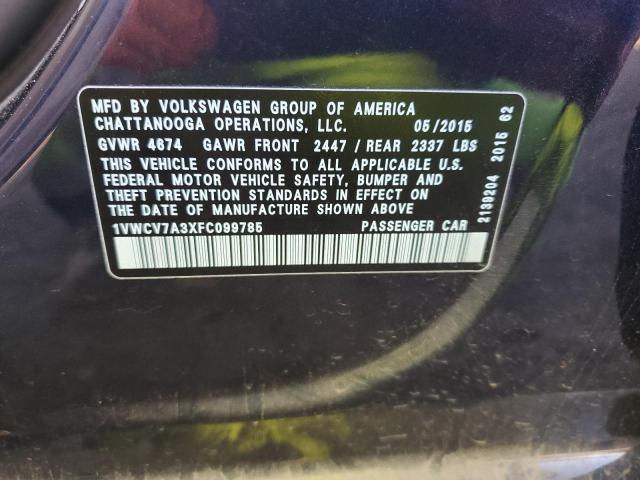 MFD BY VOLKSWAGEN GROUP OF AMERICA
CHATTANOOGA OPERATIONS, LLC. 05/2015
GVWR 4674 GAWR FRONT 2447 / REAR 2337 LBS
THIS VEHICLE CONFORMS TO ALL APPLICABLE U.S.
FEDERAL MOTOR VEHICLE SAFETY, BUMPER AND
THEFT PREVENTION STANDARDS IN EFFECT ON
THE DATE OF MANUFACTURE SHOWN ABOVE
1VWCV7A3XFC099785 PASSENGER CAR
2139204 2015 62